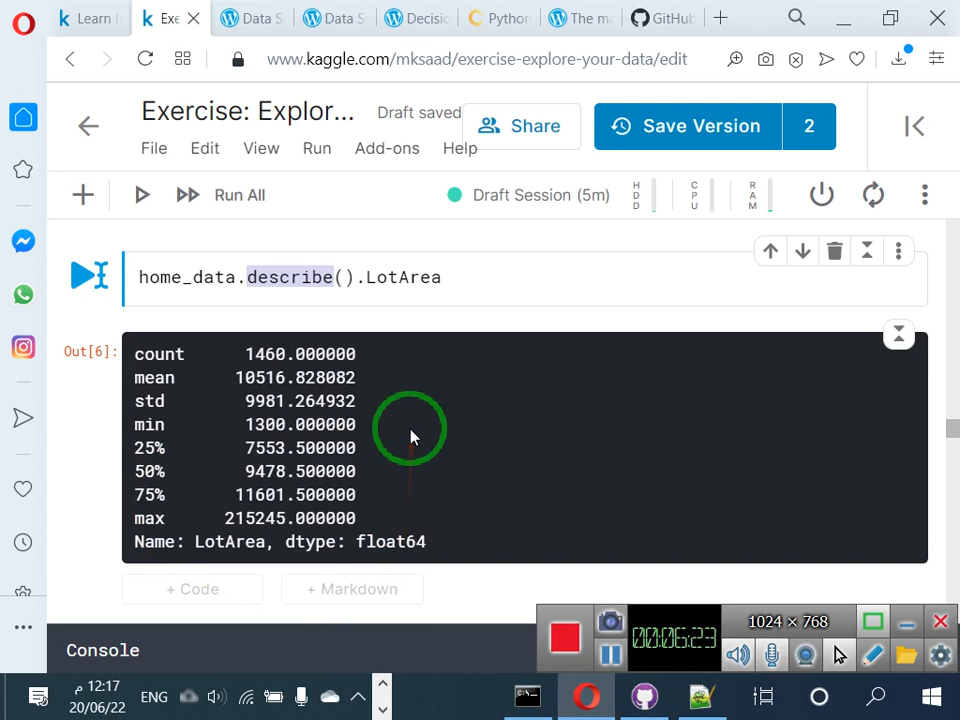 Learn I
Exe
Data S
Data S
Decisio
Python
The ma
GitHub
www.kaggle.com/mksaad/exercise-explore-your-data/edit
Exercise: Explor...
Draft saved
Share
Save Version
2
File
Edit
View
Run
Add-ons
Help
Run All
Draft Session (5m)
HDD
CPU
RAM
home_data.describe().LotArea
Out[6]:
count 1460.000000
mean 10516.828082
std 9981.264932
min 1300.000000
25% 7553.500000
50% 9478.500000
75% 11601.500000
max 215245.000000
Name: LotArea, dtype: float64
+ Code
+ Markdown
Console
00:06:23
1024 × 768
12:17 م
20/06/22
ENG